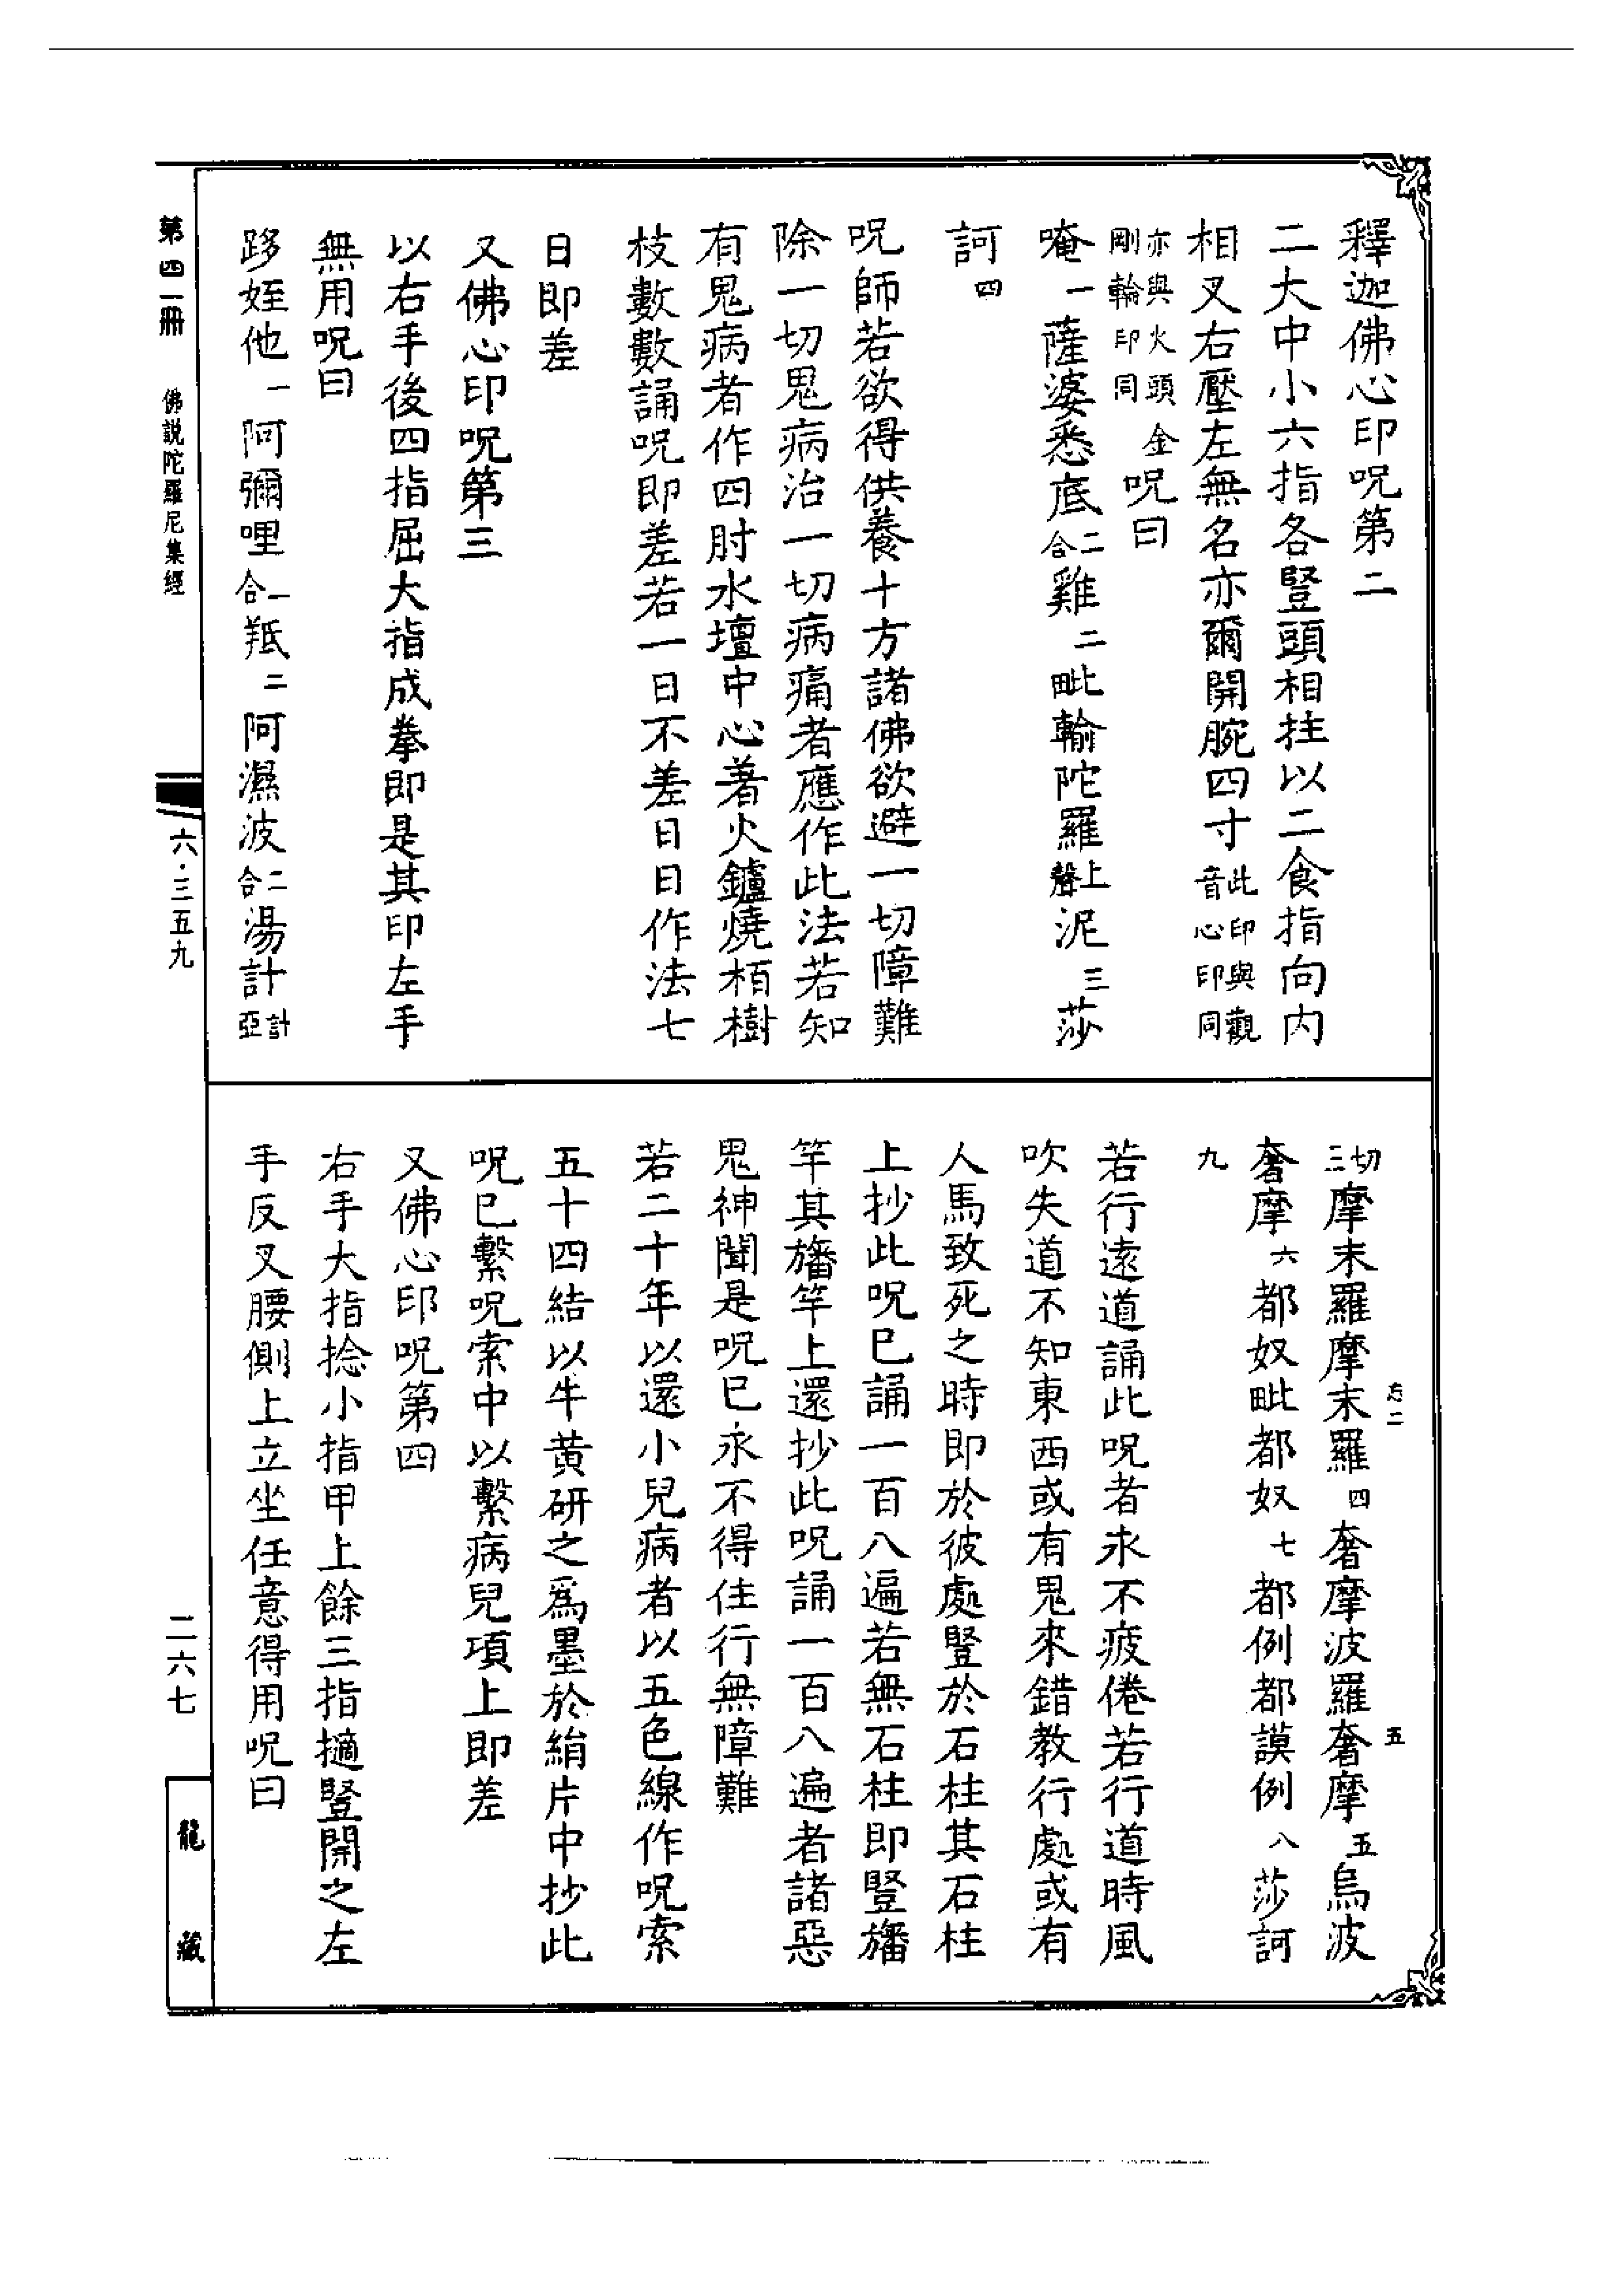 釋迦佛心印呪第二
二大中小六指各豎頭相拄以二食指向内
相叉右壓左無名亦爾開腕四寸此印與觀音心印同
亦與火頭金剛輪印同呪曰
唵一薩婆悉底二合雞二毗輸陀羅上聲泥三莎
訶四
呪師若欲得供養十方諸佛欲避一切障難
除一切鬼病治一切病痛者應作此法若知
有鬼病者作四肘水壇中心著火鑪燒栢樹
枝數數誦呪即差若一日不差日日作法七
日即差
又佛心印呪第三
以右手後四指屈大指成拳即是其印左手
無用呪曰
跢姪他一阿彌哩一合羝二阿濕波二合湯計計亞
切三摩末羅摩末羅四奢摩波羅奢摩五烏波
奢摩六都奴毗都奴七都例都謨例八莎訶
九
若行遠道誦此呪者永不疲倦若行道時風
吹失道不知東西或有鬼來錯教行處或有
人馬致死之時即於彼處豎於石柱其石柱
上抄此呪巳誦一百八遍若無石柱即豎旛
竿其旛竿上還抄此呪誦一百八遍者諸惡
鬼神聞是呪巳永不得住行無障難
若二十年以還小兒病者以五色線作呪索
五十四結以牛黄研之爲墨於絹片中抄此
呪巳繫呪索中以繫病兒項上即差
又佛心印呪第四
右手大指捻小指甲上餘三指擿豎開之左
手反叉腰側上立坐任意得用呪曰
忘二
五
第四一冊
佛説陀羅尼集經
六·三五九
二六七
龍藏